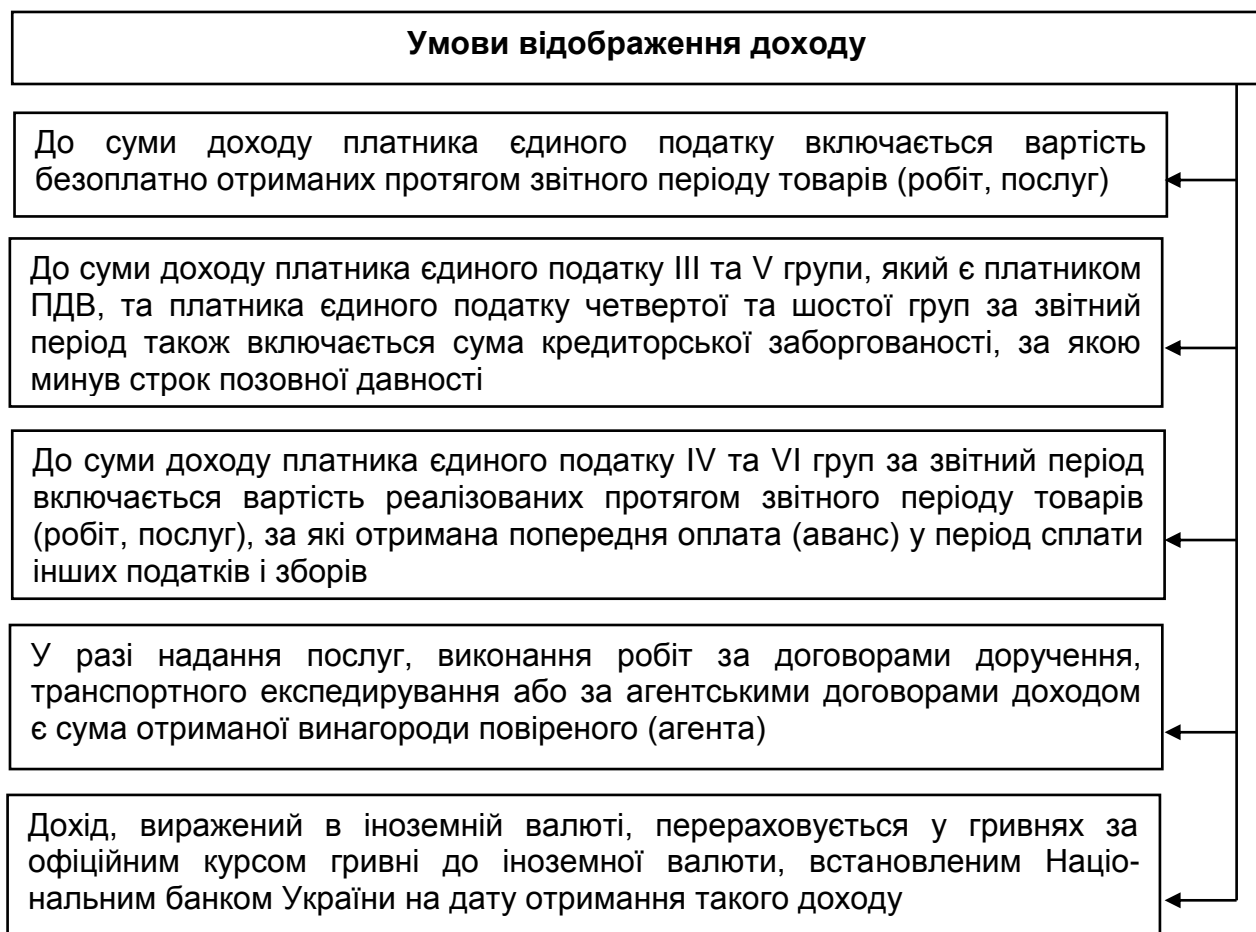 Умови відображення доходу
До суми доходу платника єдиного податку включається вартість
безоплатно отриманих протягом звітного періоду товарів (робіт, послуг)
До суми доходу платника єдиного податку III та V групи, який є платником
ПДВ, та платника єдиного податку четвертої та шостої груп за звітний
період також включається сума кредиторської заборгованості, за якою
минув строк позовної давності
До суми доходу платника єдиного податку IV та VI груп за звітний період
включається вартість реалізованих протягом звітного періоду товарів
(робіт, послуг), за які отримана попередня оплата (аванс) у період сплати
інших податків і зборів
У разі надання послуг, виконання робіт за договорами доручення,
транспортного експедирування або за агентськими договорами доходом
є сума отриманої винагороди повіреного (агента)
Дохід, виражений в іноземній валюті, перераховується у гривнях за
офіційним курсом гривні до іноземної валюти, встановленим Націо-
нальним банком України на дату отримання такого доходу